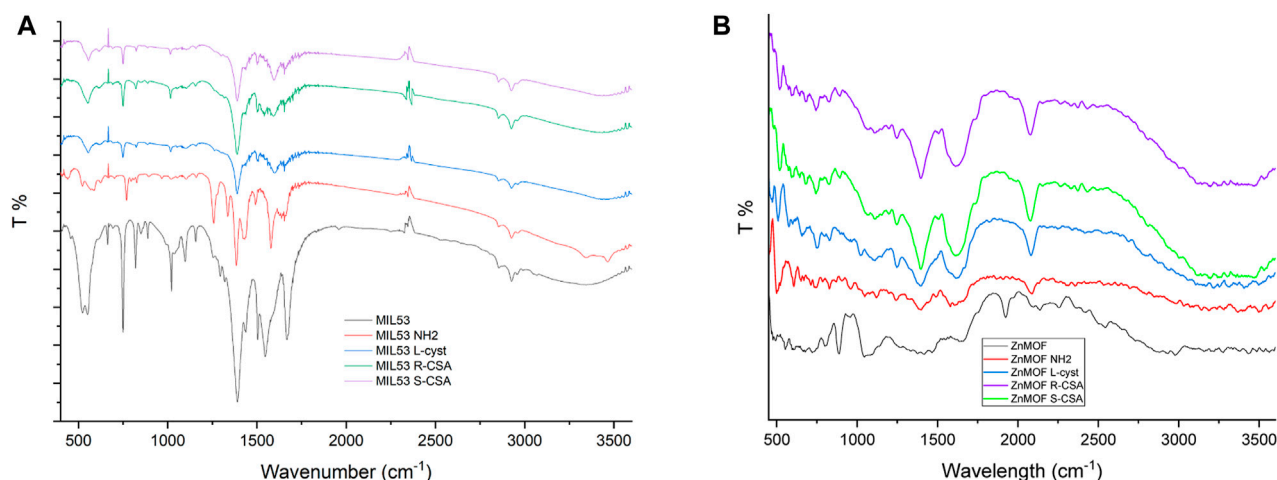 A
T %
MIL53
MIL53 NH2
MIL53 L-cyst
MIL53 R-CSA
MIL53 S-CSA
500 1000 1500 2000 2500 3000 3500
Wavenumber (cm⁻¹)
B
T %
ZnMOF
ZnMOF NH2
ZnMOF L-cyst
ZnMOF R-CSA
ZnMOF S-CSA
500 1000 1500 2000 2500 3000 3500
Wavelength (cm⁻¹)